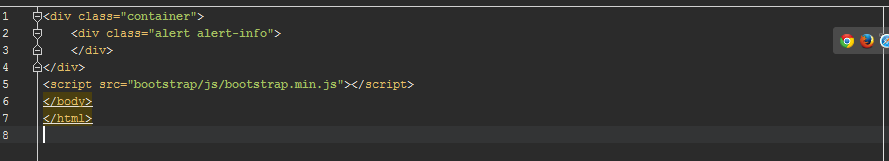 1 <div class="container">
2     <div class="alert alert-info">
3     </div>
4 </div>
5 <script src="bootstrap/js/bootstrap.min.js"></script>
6 </body>
7 </html>
8